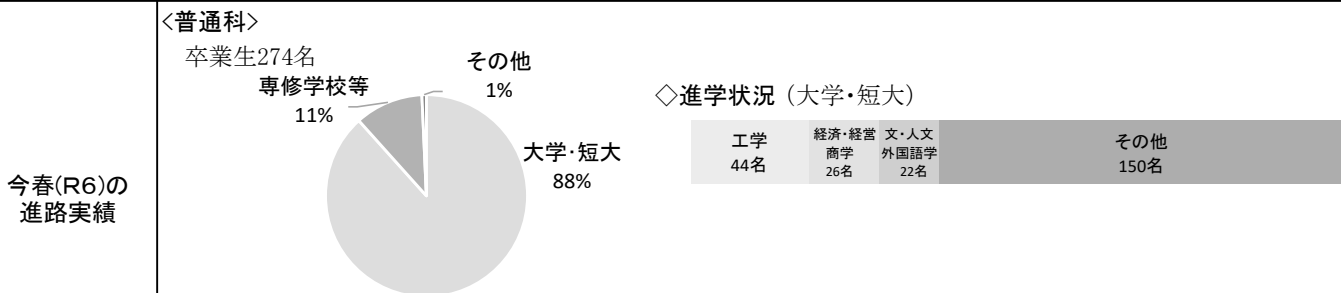 今春(R6)の
進路実績
<普通科>
卒業生274名
専修学校等
11%
その他
1%
大学・短大
88%
◇進学状況（大学・短大）
工学
44名
経済・経営
商学
26名
文・人文
外国語学
22名
その他
150名